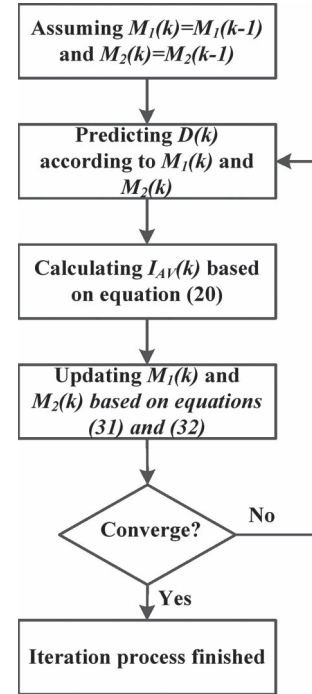 Assuming M1(k)=M1(k-1)
and M2(k)=M2(k-1)
Predicting D(k)
according to M1(k) and
M2(k)
Calculating IAV(k) based
on equation (20)
Updating M1(k) and
M2(k) based on equations
(31) and (32)
Converge?
No
Yes
Iteration process finished